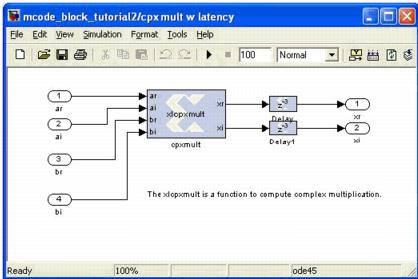 mcode_block_tutorial2/cpx mult w latency
File Edit View Simulation Format Tools Help
100 Normal
1
ar
2
ai
3
br
4
bi
ar
ai
br
bi
xlcpxmult
xr
xi
cpxmult
z-3
Delay
z-3
Delay1
1
xr
2
xi
The xlcpxmult is a function to compute complex multiplication.
Ready 100% ode45